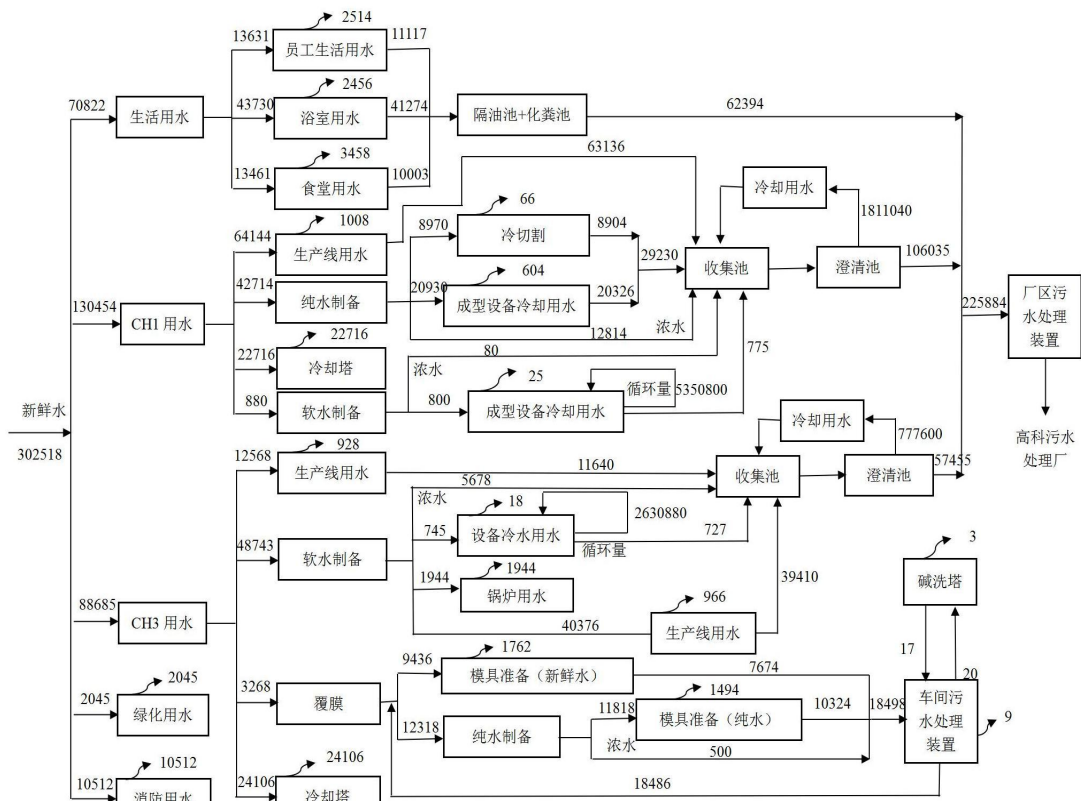 2514
13631
员工生活用水
11117
2456
70822
生活用水
43730
浴室用水
41274
隔油池+化粪池
62394
3458
13461
食堂用水
10003
63136
1008
64144
生产线用水
66
8970
冷切割
8904
冷却用水
1811040
29230
收集池
澄清池
106035
604
42714
纯水制备
20930
成型设备冷却用水
20326
12814
浓水
130454
CH1 用水
225884
厂区污
水处理
装置
22716
22716
冷却塔
浓水
80
775
25
循环量
5350800
880
软水制备
800
成型设备冷却用水
新鲜水
302518
高科污水
处理厂
冷却用水
777600
928
12568
生产线用水
11640
收集池
澄清池
57455
5678
浓水
18
2630880
745
设备冷水用水
循环量
727
48743
软水制备
1944
1944
锅炉用水
39410
3
碱洗塔
966
40376
生产线用水
88685
CH3 用水
17
20
1762
9436
模具准备（新鲜水）
7674
2045
2045
绿化用水
3268
覆膜
1494
11818
模具准备（纯水）
10324
18498
车间污
水处理
装置
9
12318
纯水制备
浓水
500
18486
10512
10512
消防用水
24106
24106
冷却塔